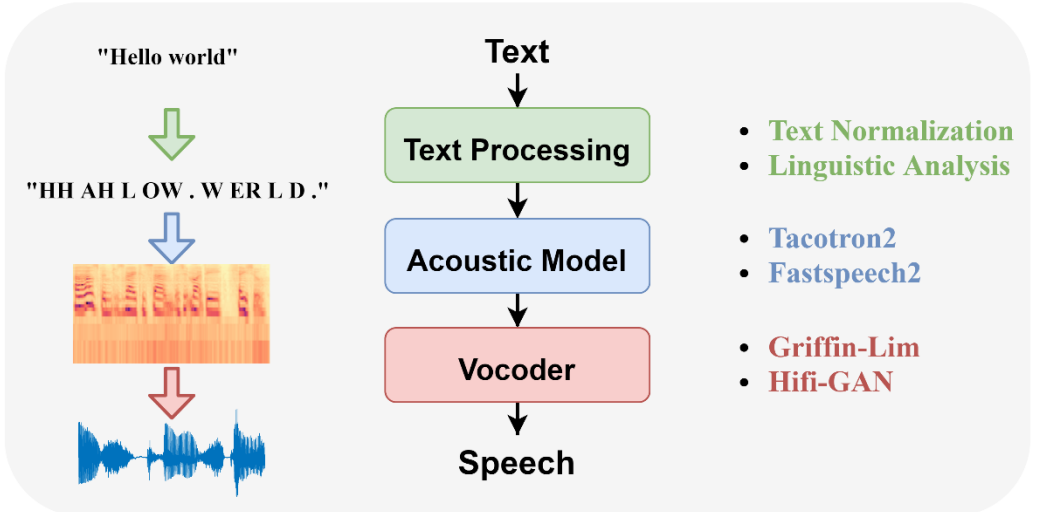 "Hello world"
"HH AH L OW . W ER L D ."
Text
Text Processing
Acoustic Model
Vocoder
Speech
• Text Normalization
• Linguistic Analysis
• Tacotron2
• Fastspeech2
• Griffin-Lim
• Hifi-GAN